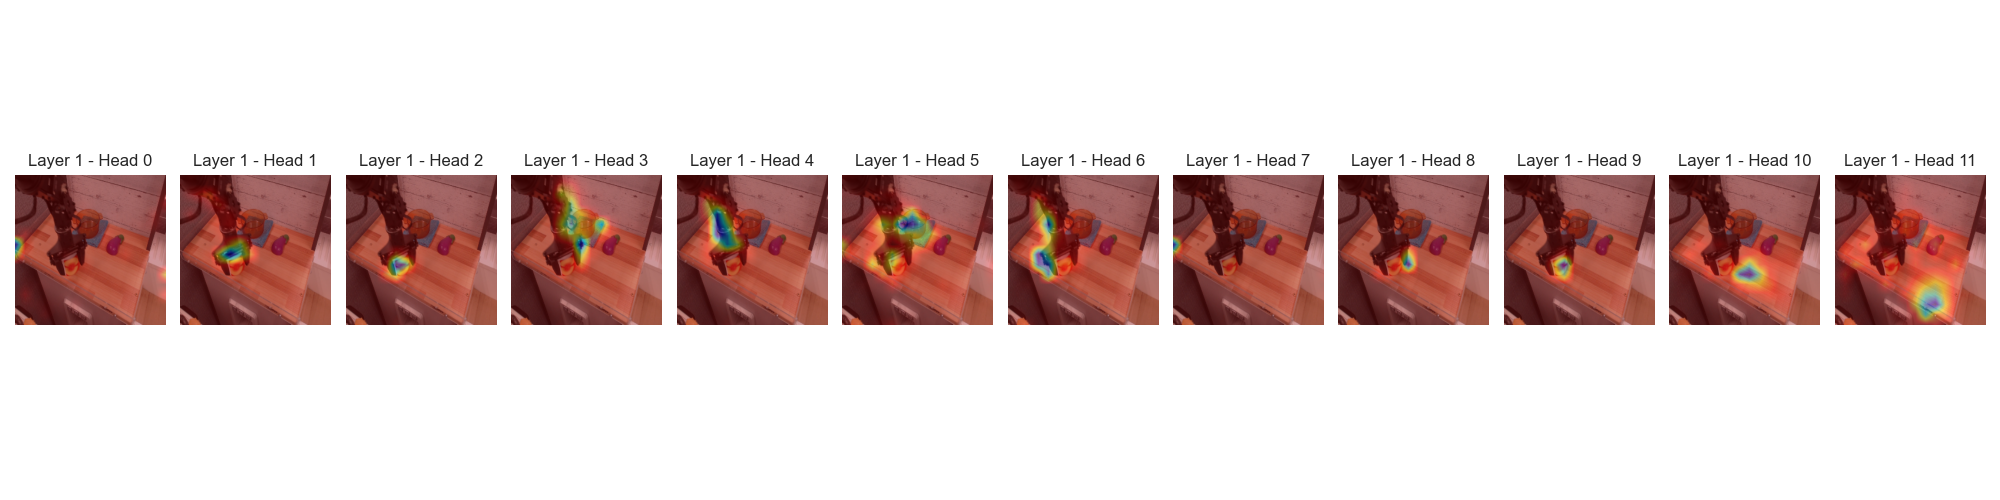 Layer 1 - Head 0
Layer 1 - Head 1
Layer 1 - Head 2
Layer 1 - Head 3
Layer 1 - Head 4
Layer 1 - Head 5
Layer 1 - Head 6
Layer 1 - Head 7
Layer 1 - Head 8
Layer 1 - Head 9
Layer 1 - Head 10
Layer 1 - Head 11